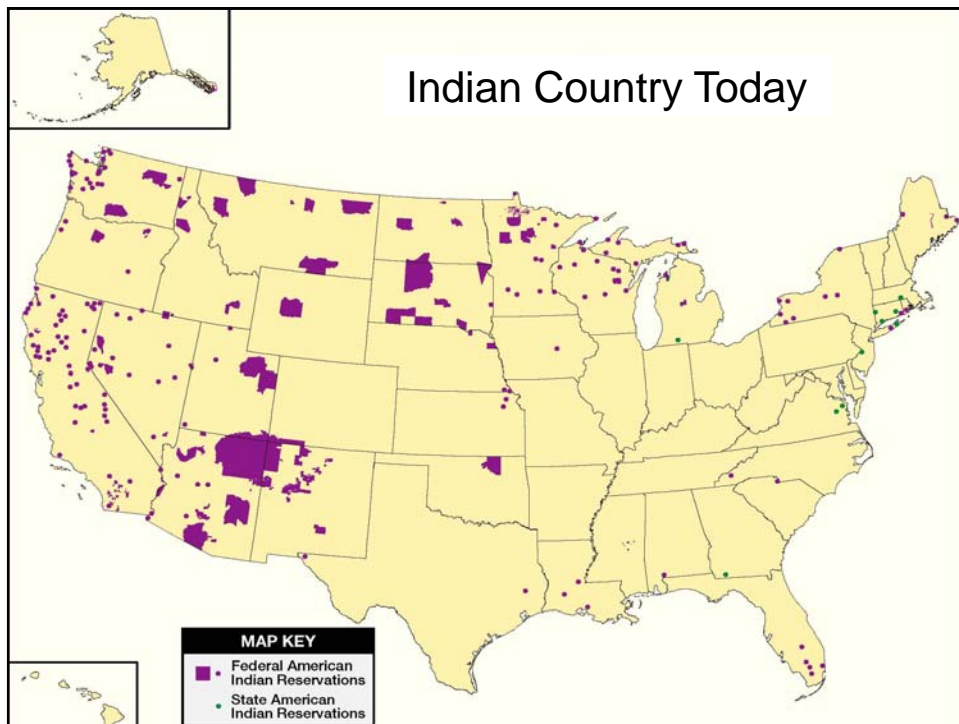 Indian Country Today
MAP KEY
Federal American
Indian Reservations
State American
Indian Reservations